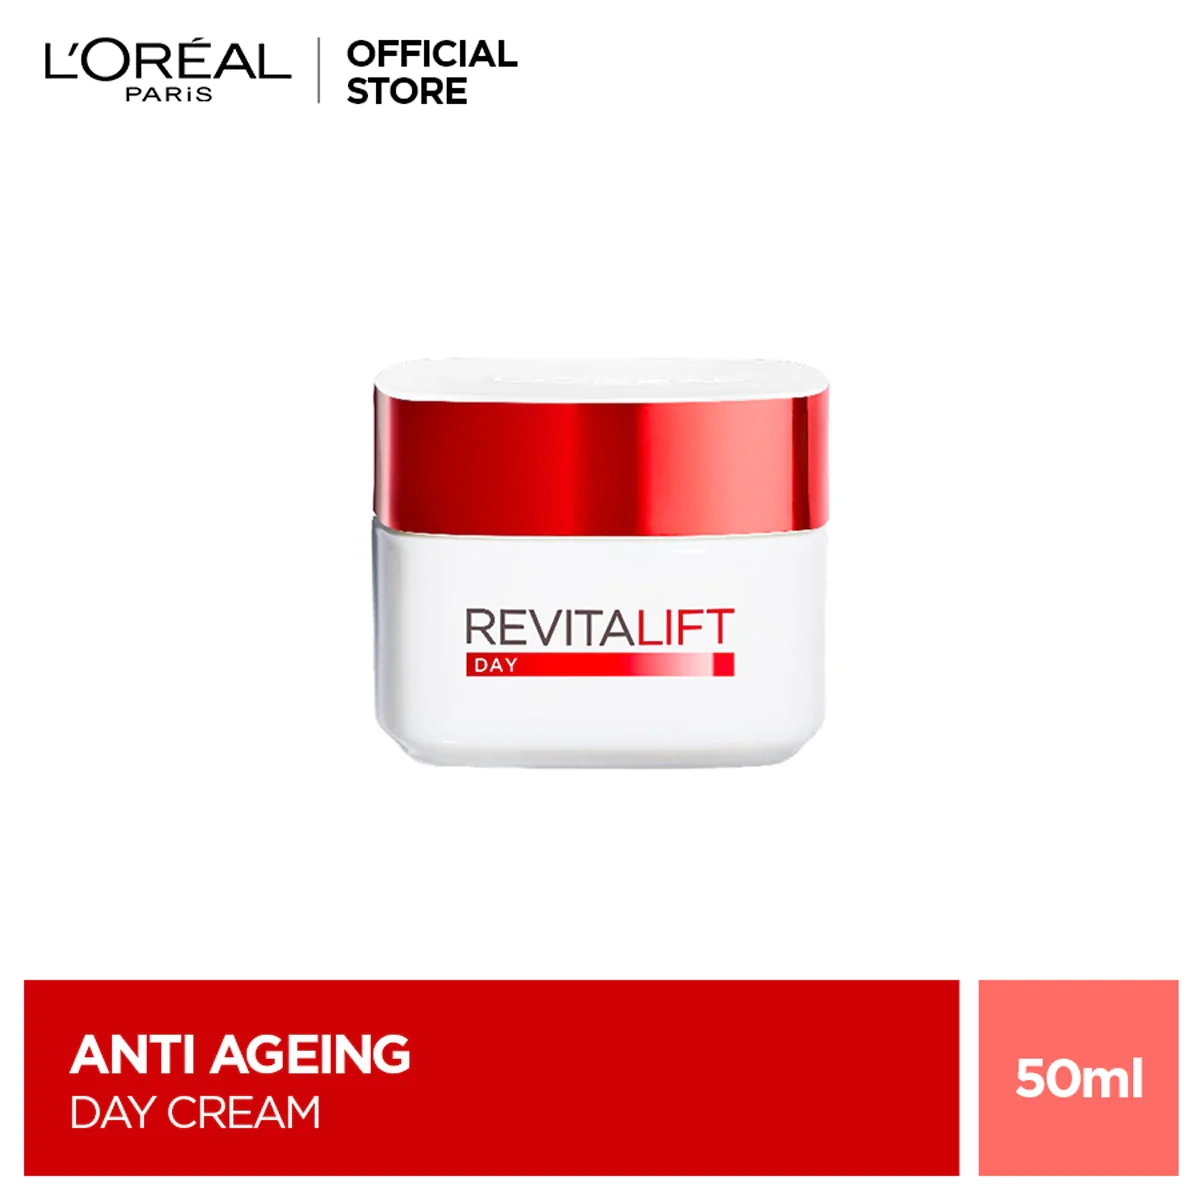 L'ORÉAL
PARiS
OFFICIAL
STORE
REVITALIFT
DAY
ANTI AGEING
DAY CREAM
50ml